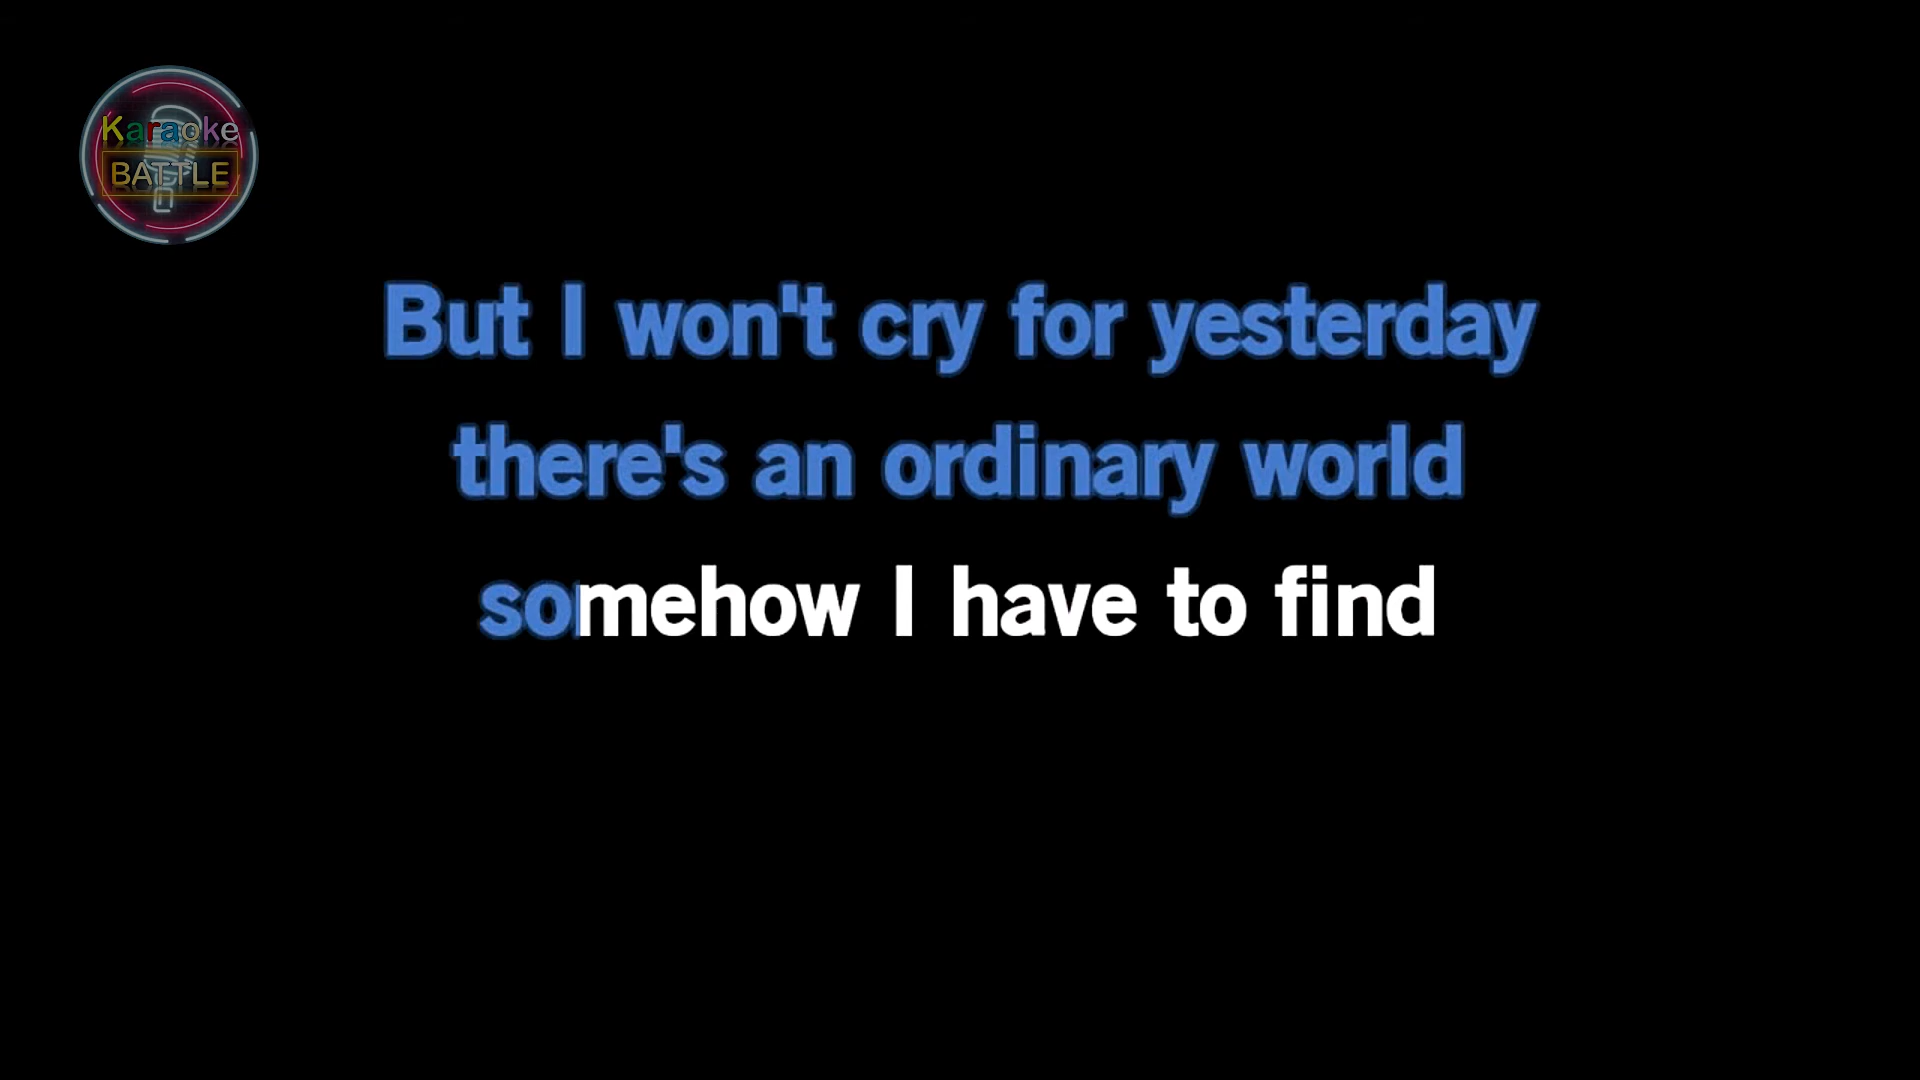 Karaoke
BATTLE
But I won't cry for yesterday
there's an ordinary world
somehow I have to find